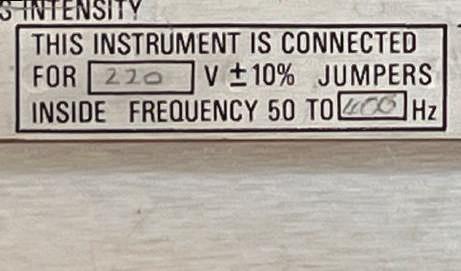 S INTENSITY
THIS INSTRUMENT IS CONNECTED
FOR 220 V ±10% JUMPERS
INSIDE FREQUENCY 50 TO 400 Hz